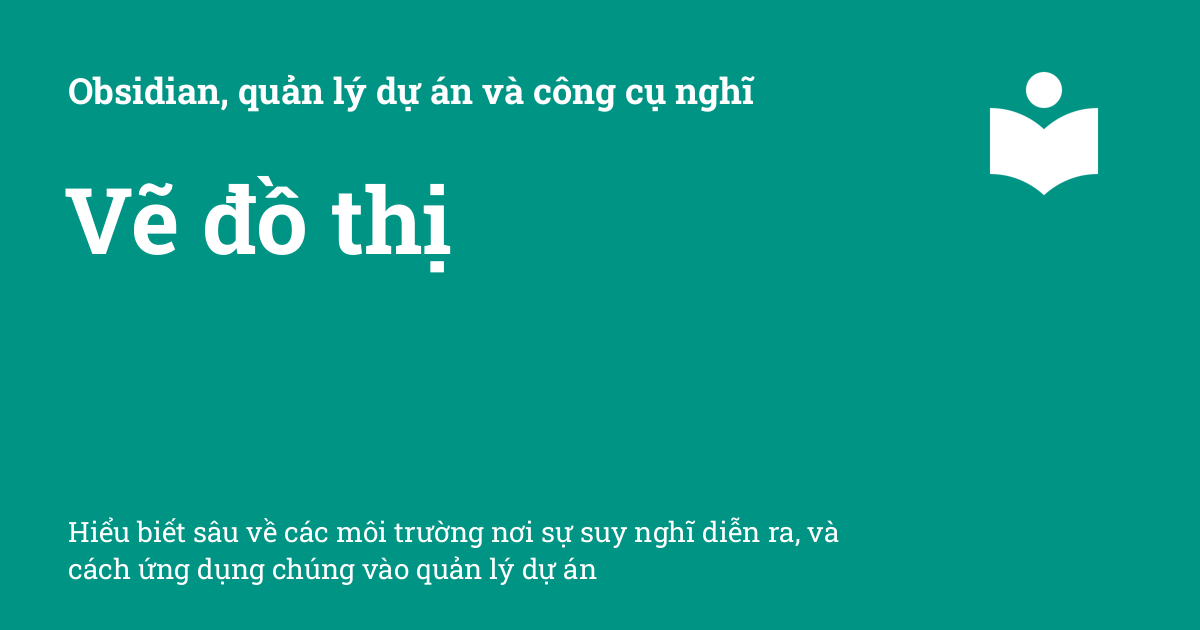 Obsidian, quản lý dự án và công cụ nghĩ
Vẽ đồ thị
Hiểu biết sâu về các môi trường nơi sự suy nghĩ diễn ra, và
cách ứng dụng chúng vào quản lý dự án